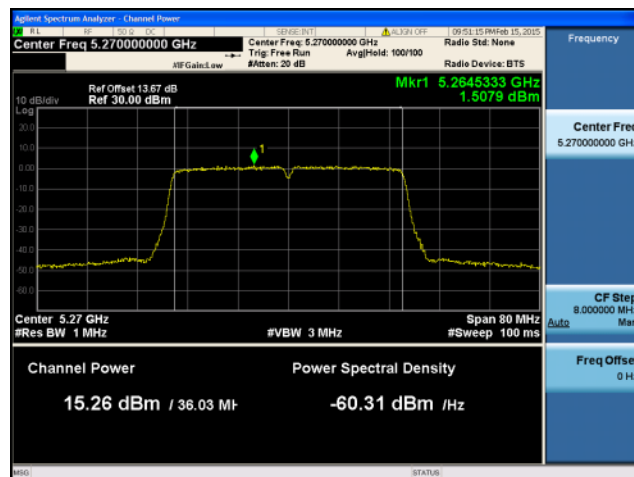 Agilent Spectrum Analyzer - Channel Power
RL RF 50 Ω DC SENSE:INT ALIGN OFF 09:51:15 PM Feb 15, 2015
Center Freq 5.270000000 GHz Center Freq: 5.270000000 GHz Radio Std: None
Trig: Free Run Avg|Hold: 100/100
#IFGain:Low #Atten: 20 dB Radio Device: BTS
Ref Offset 13.67 dB Mkr1 5.2645333 GHz
10 dB/div Ref 30.00 dBm 1.5079 dBm
Log
20.0
1
10.0
0.00
-10.0
-20.0
-30.0
-40.0
-50.0
-60.0
Center 5.27 GHz Span 80 MHz
#Res BW 1 MHz #VBW 3 MHz #Sweep 100 ms
Channel Power Power Spectral Density
15.26 dBm / 36.03 MH -60.31 dBm /Hz
MSG STATUS
Frequency
Center Freq
5.270000000 GH
CF Step
8.000000 MH
Auto Ma
Freq Offse
0 H